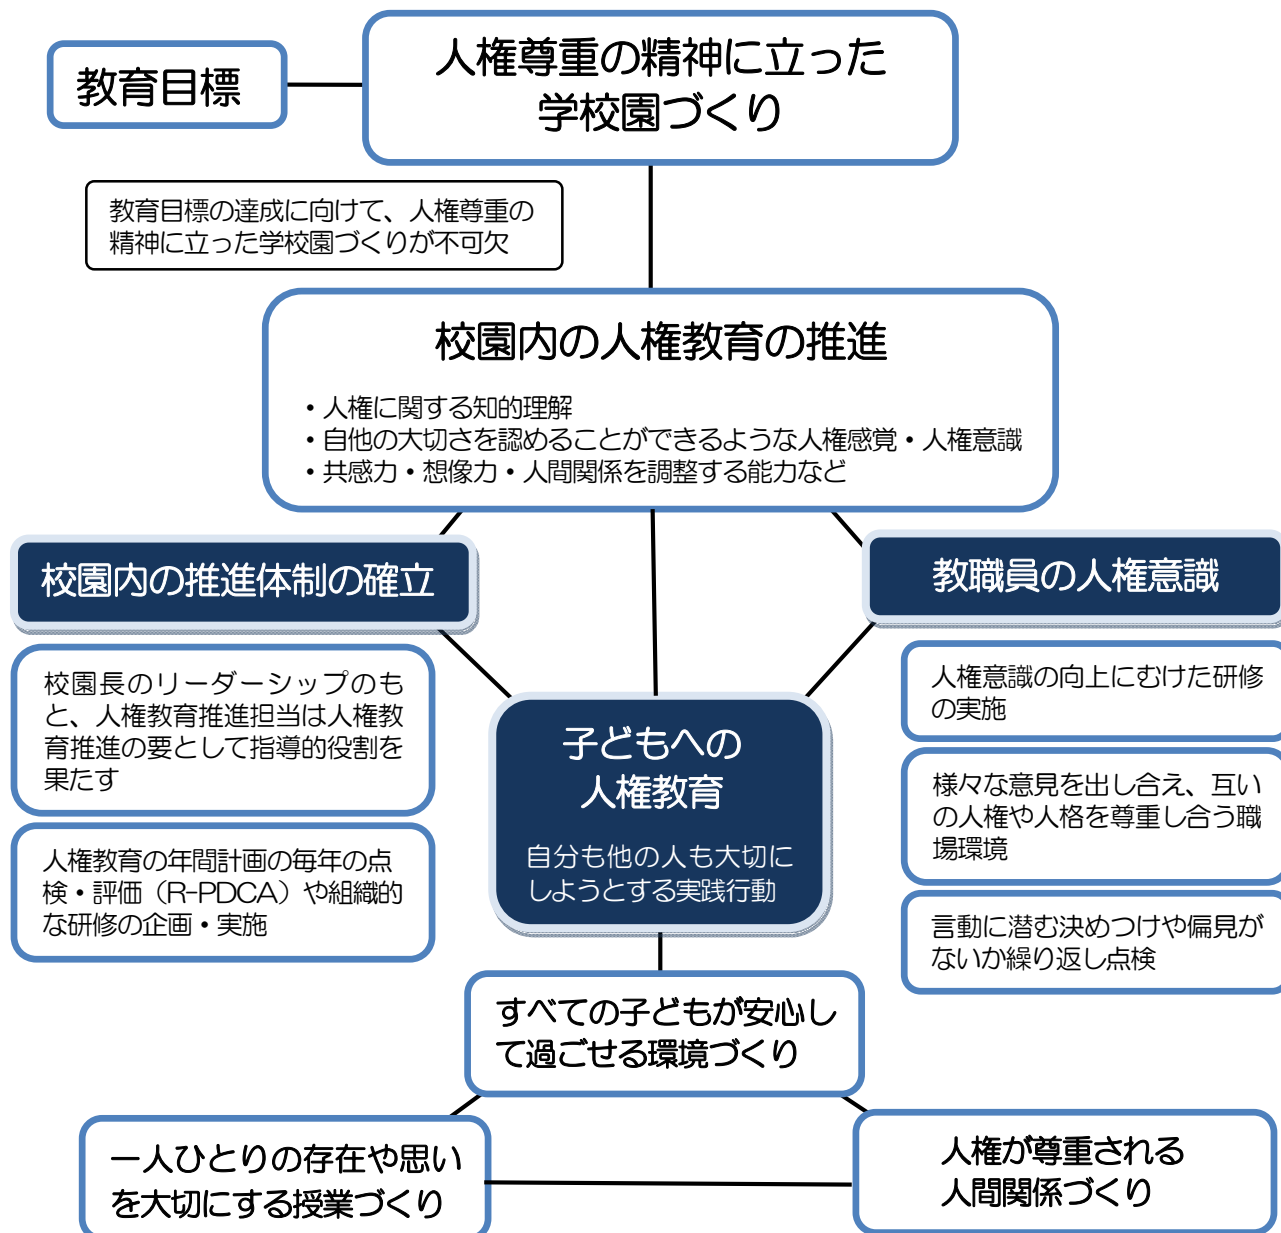 教育目標
人権尊重の精神に立った
学校園づくり
教育目標の達成に向けて、人権尊重の
精神に立った学校園づくりが不可欠
校園内の人権教育の推進
・人権に関する知的理解
・自他の大切さを認めることができるような人権感覚・人権意識
・共感力・想像力・人間関係を調整する能力など
校園内の推進体制の確立
校園長のリーダーシップのも
と、人権教育推進担当は人権教
育推進の要として指導的役割を
果たす
人権教育の年間計画の毎年の点
検・評価（R-PDCA）や組織的
な研修の企画・実施
子どもへの
人権教育
自分も他の人も大切に
しようとする実践行動
教職員の人権意識
人権意識の向上にむけた研修
の実施
様々な意見を出し合え、互い
の人権や人格を尊重し合う職
場環境
言動に潜む決めつけや偏見が
ないか繰り返し点検
すべての子どもが安心し
て過ごせる環境づくり
一人ひとりの存在や思い
を大切にする授業づくり
人権が尊重される
人間関係づくり